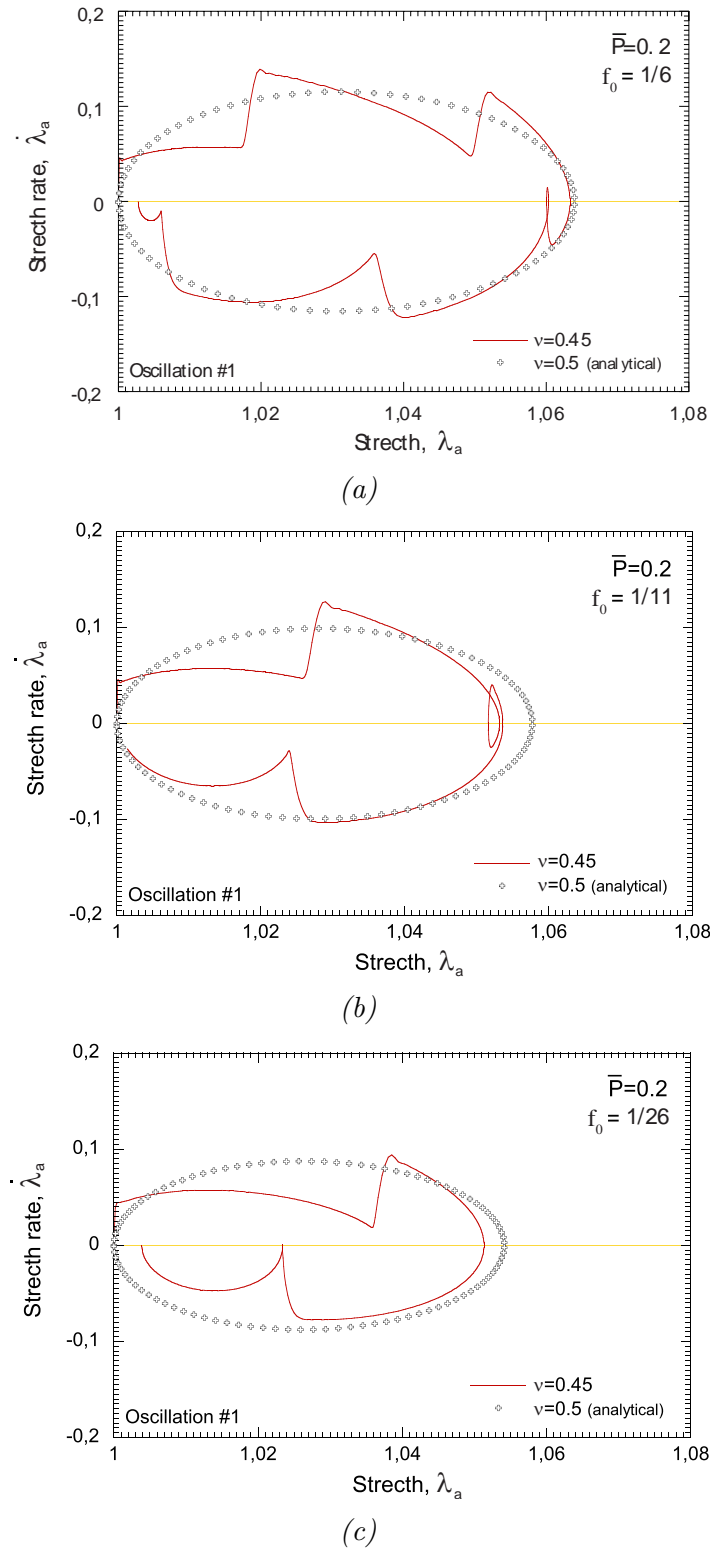 0,2
P̅=0.2
f₀ = 1/6
0,1
Strecth rate, λ̇ₐ
0
-0,1
ν=0.45
ν=0.5 (analytical)
Oscillation #1
-0,2
1 1,02 1,04 1,06 1,08
Strecth, λₐ
(a)
0,2
P̅=0.2
f₀ = 1/11
0,1
Strecth rate, λ̇ₐ
0
-0,1
ν=0.45
ν=0.5 (analytical)
Oscillation #1
-0,2
1 1,02 1,04 1,06 1,08
Strecth, λₐ
(b)
0,2
P̅=0.2
f₀ = 1/26
0,1
Strecth rate, λ̇ₐ
0
-0,1
ν=0.45
ν=0.5 (analytical)
Oscillation #1
-0,2
1 1,02 1,04 1,06 1,08
Strecth, λₐ
(c)